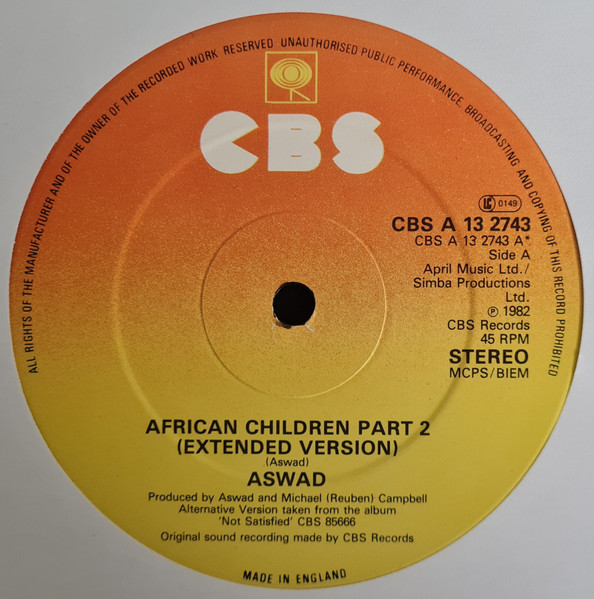 ALL RIGHTS OF THE MANUFACTURER AND OF THE OWNER OF THE RECORDED WORK RESERVED UNAUTHORISED PUBLIC PERFORMANCE, BROADCASTING AND COPYING OF THIS RECORD PROHIBITED
CBS
LC 0149
CBS A 13 2743
CBS A 13 2743 A*
Side A
April Music Ltd./
Simba Productions
Ltd.
℗ 1982
CBS Records
45 RPM
STEREO
MCPS/BIEM
AFRICAN CHILDREN PART 2
(EXTENDED VERSION)
(Aswad)
ASWAD
Produced by Aswad and Michael (Reuben) Campbell
Alternative Version taken from the album
'Not Satisfied' CBS 85666
Original sound recording made by CBS Records
MADE IN ENGLAND